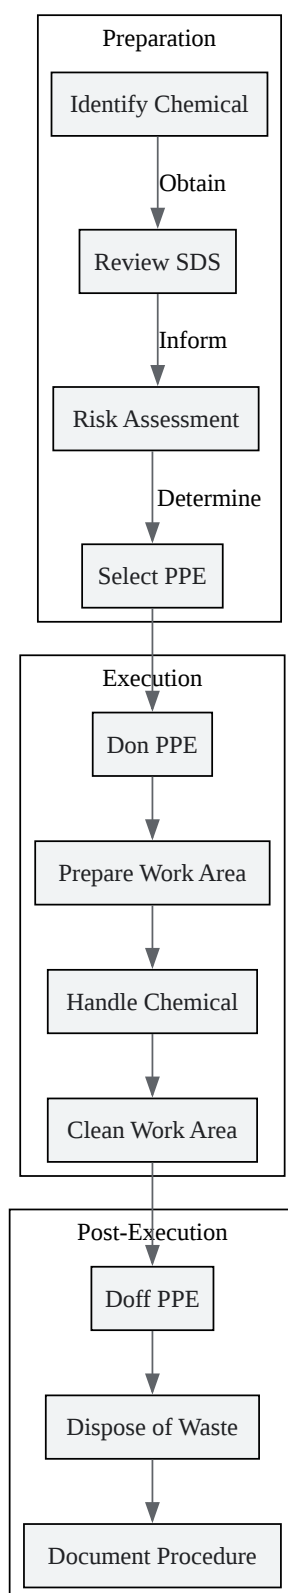 Preparation
Identify Chemical
Obtain
Review SDS
Inform
Risk Assessment
Determine
Select PPE
Execution
Don PPE
Prepare Work Area
Handle Chemical
Clean Work Area
Post-Execution
Doff PPE
Dispose of Waste
Document Procedure